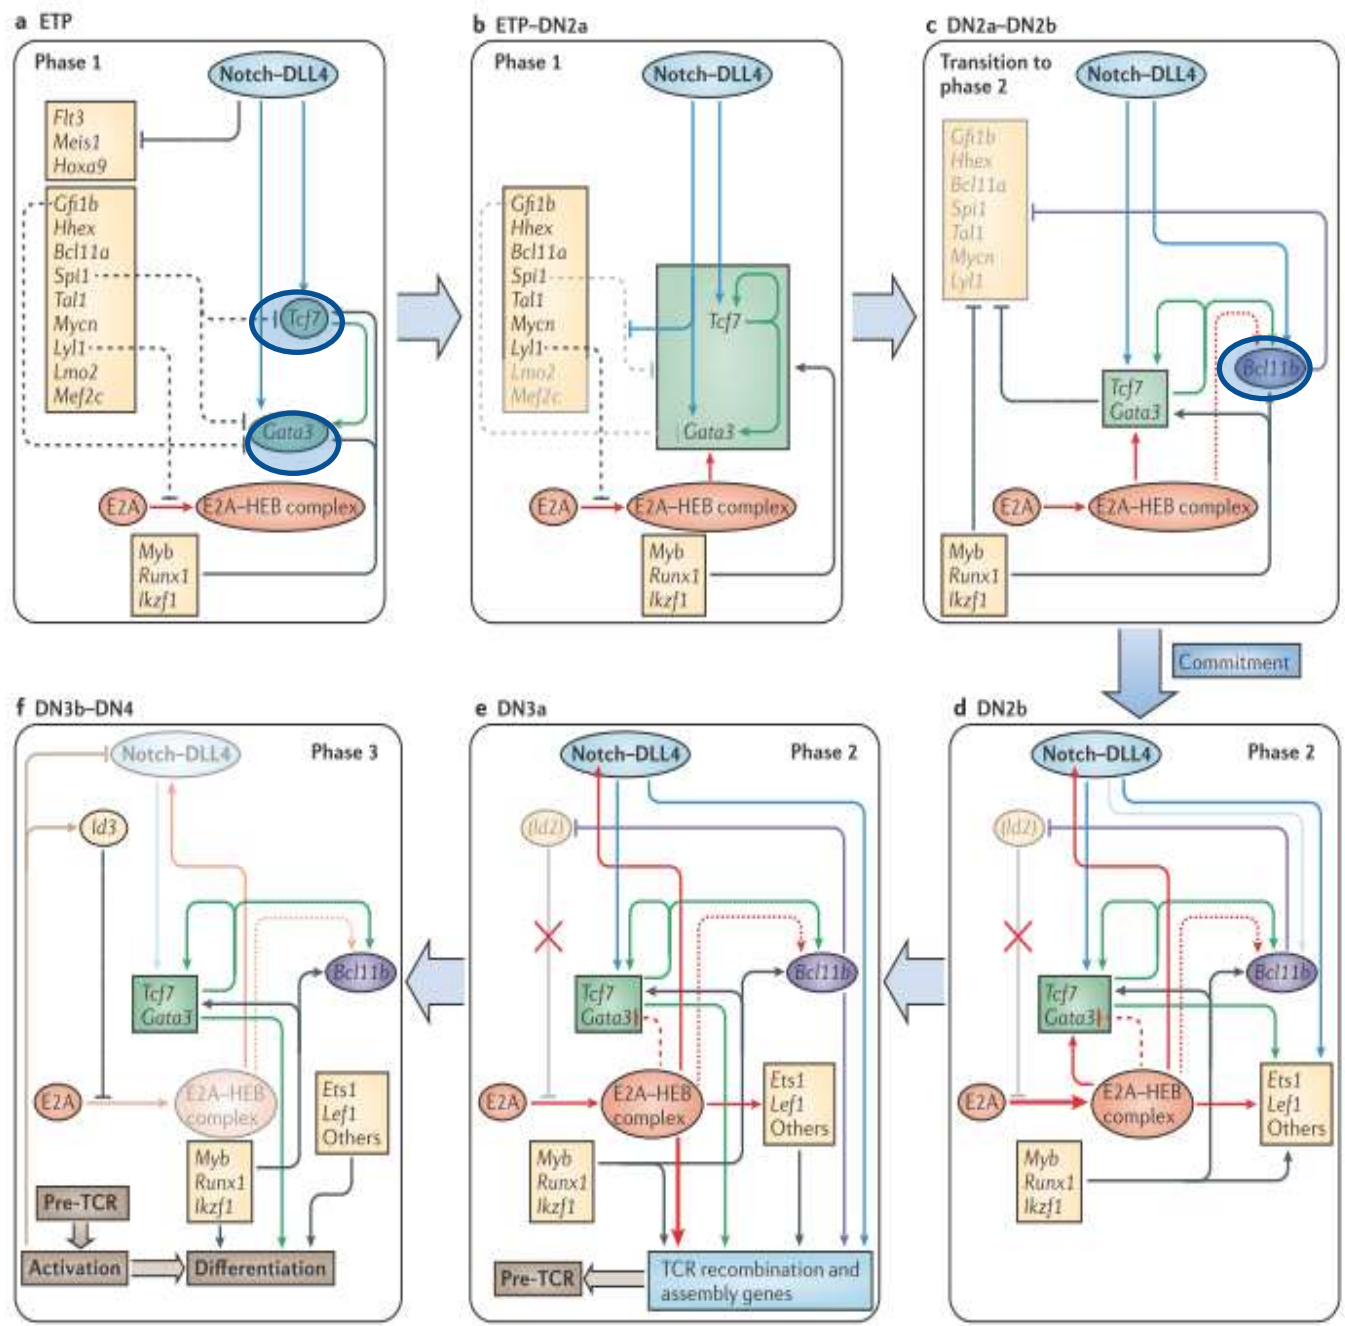 a ETP
Phase 1
Notch–DLL4
Flt3
Meis1
Hoxa9
Gfi1b
Hhex
Bcl11a
Spi1
Tal1
Mycn
Lyl1
Lmo2
Mef2c
Tcf7
Gata3
E2A
E2A–HEB complex
Myb
Runx1
Ikzf1
b ETP–DN2a
Phase 1
Notch–DLL4
Gfi1b
Hhex
Bcl11a
Spi1
Tal1
Mycn
Lyl1
Lmo2
Mef2c
Tcf7
Gata3
E2A
E2A–HEB complex
Myb
Runx1
Ikzf1
c DN2a–DN2b
Transition to
phase 2
Notch–DLL4
Gfi1b
Hhex
Bcl11a
Spi1
Tal1
Mycn
Lyl1
Bcl11b
Tcf7
Gata3
E2A
E2A–HEB complex
Myb
Runx1
Ikzf1
Commitment
f DN3b–DN4
Notch–DLL4
Phase 3
Id3
Bcl11b
Tcf7
Gata3
E2A
E2A–HEB
complex
Ets1
Lef1
Others
Myb
Runx1
Ikzf1
Pre-TCR
Activation
Differentiation
e DN3a
Notch–DLL4
Phase 2
(Id2)
Bcl11b
Tcf7
Gata3
E2A
E2A–HEB
complex
Ets1
Lef1
Others
Myb
Runx1
Ikzf1
Pre-TCR
TCR recombination and
assembly genes
d DN2b
Notch–DLL4
Phase 2
(Id2)
Bcl11b
Tcf7
Gata3
E2A
E2A–HEB
complex
Ets1
Lef1
Others
Myb
Runx1
Ikzf1